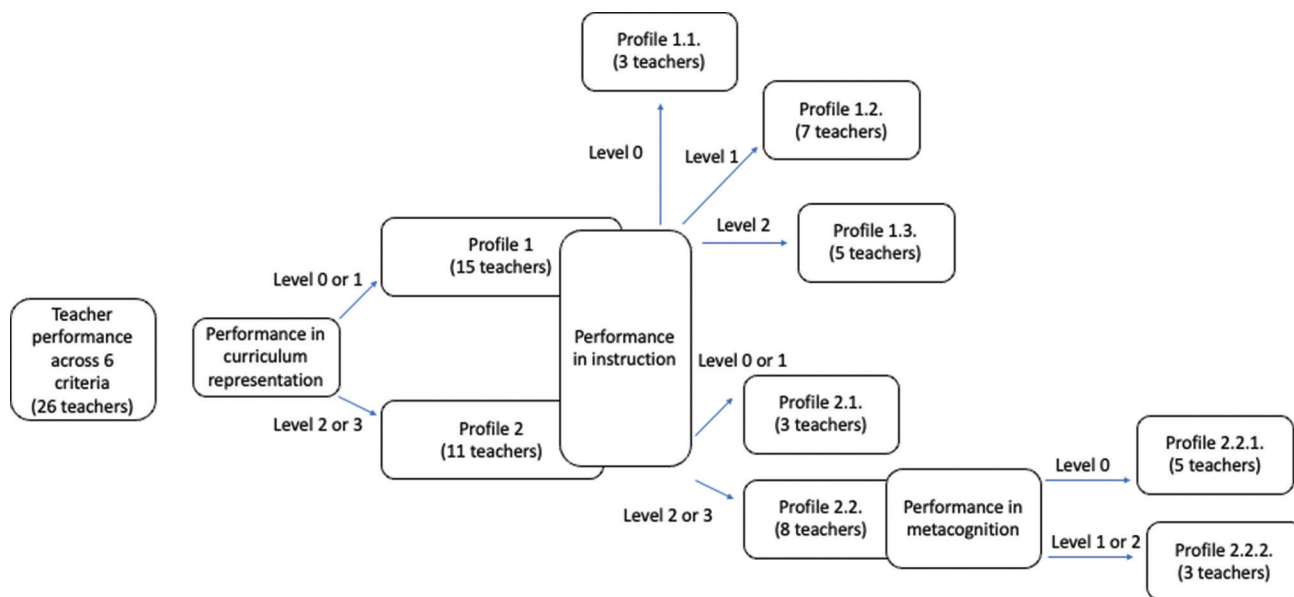 Teacher
performance
across 6
criteria
(26 teachers)
Performance in
curriculum
representation
Level 0 or 1
Level 2 or 3
Profile 1
(15 teachers)
Profile 2
(11 teachers)
Performance
in instruction
Level 0
Profile 1.1.
(3 teachers)
Level 1
Profile 1.2.
(7 teachers)
Level 2
Profile 1.3.
(5 teachers)
Level 0 or 1
Profile 2.1.
(3 teachers)
Level 2 or 3
Profile 2.2.
(8 teachers)
Performance in
metacognition
Level 0
Profile 2.2.1.
(5 teachers)
Level 1 or 2
Profile 2.2.2.
(3 teachers)